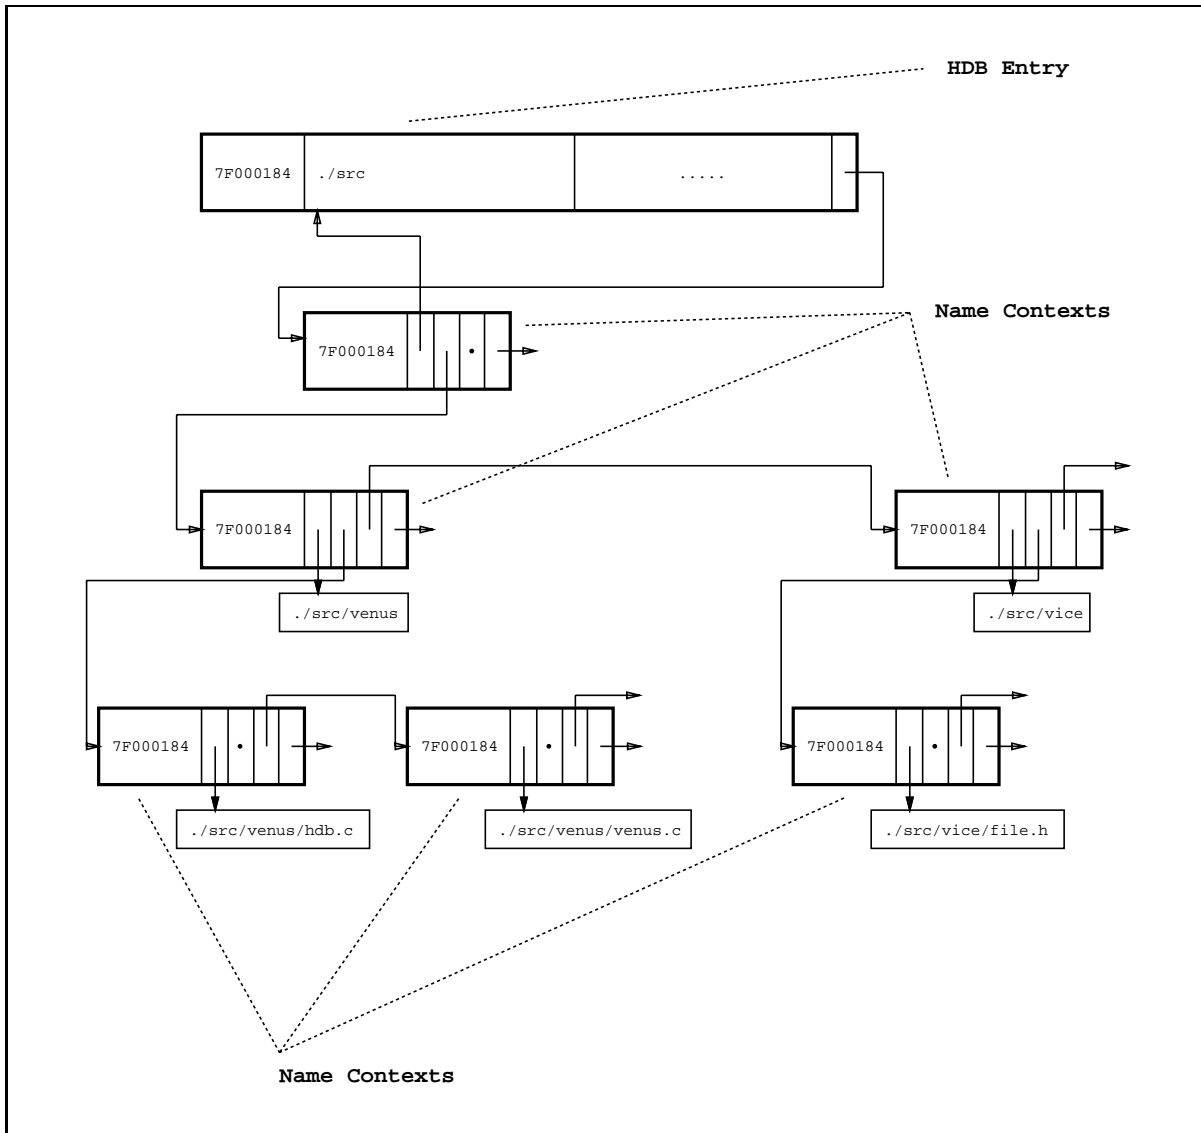 HDB Entry
7F000184 ./src .....
Name Contexts
7F000184
7F000184
7F000184
./src/venus
./src/vice
7F000184
7F000184
7F000184
./src/venus/hdb.c
./src/venus/venus.c
./src/vice/file.h
Name Contexts